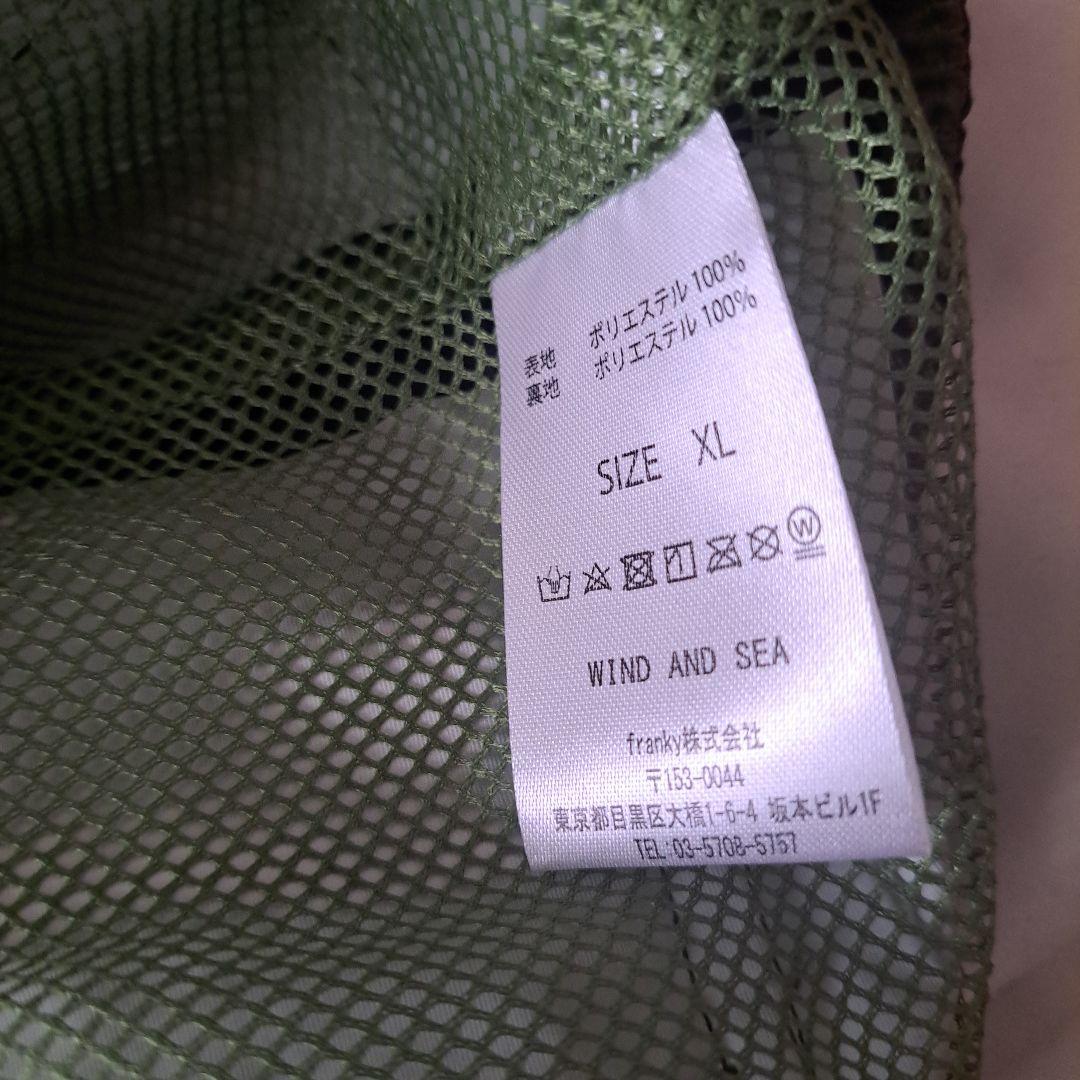 表地 ポリエステル 100%
裏地 ポリエステル 100%
SIZE XL
W
WIND AND SEA
franky株式会社
〒153-0044
東京都目黒区大橋1-6-4 坂本ビル1F
TEL:03-5708-5757